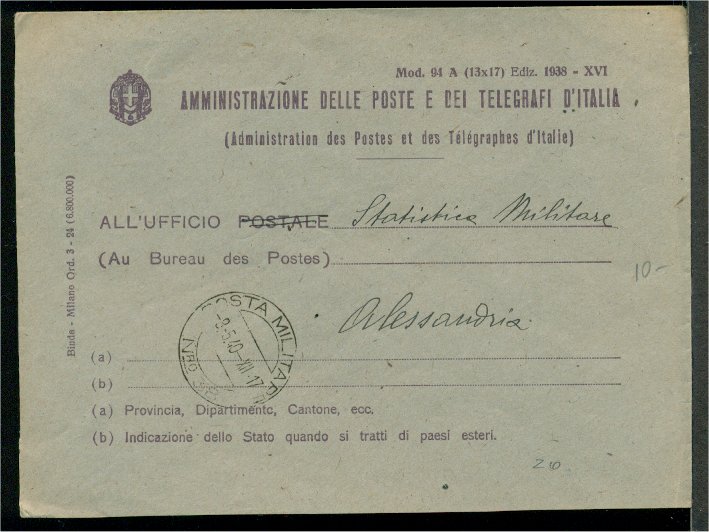 Mod. 94 A (13x17) Ediz. 1938 - XVI
AMMINISTRAZIONE DELLE POSTE E DEI TELEGRAFI D'ITALIA
(Administration des Postes et des Télégraphes d'Italie)
ALL'UFFICIO POSTALE Statistica Militare
(Au Bureau des Postes)
Alessandria
10-
POSTA MILITARE
NRO
(a)
(b)
(a) Provincia, Dipartimento, Cantone, ecc.
(b) Indicazione dello Stato quando si tratti di paesi esteri.
Binda - Milano Ord. 3 - 24 (6.800.000)